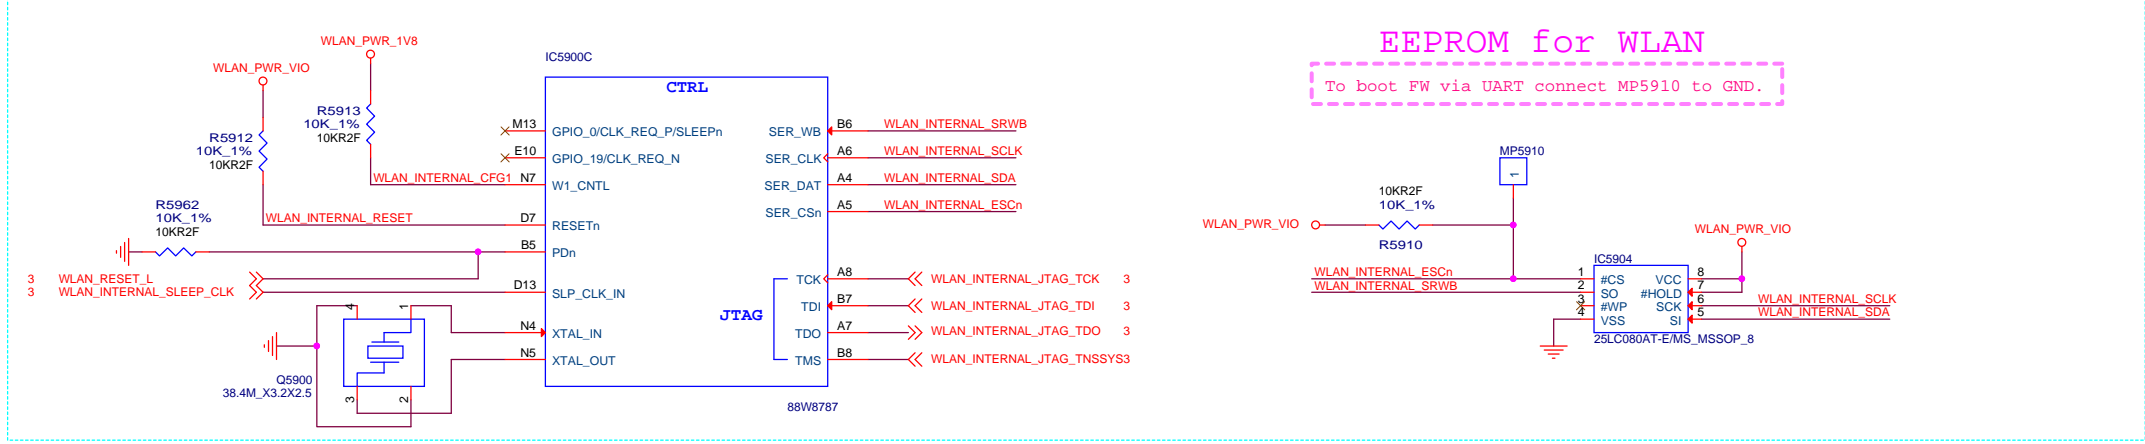 WLAN_PWR_1V8
WLAN_PWR_VIO
R5913
10K_1%
10KR2F
R5912
10K_1%
10KR2F
WLAN_INTERNAL_CFG1
WLAN_INTERNAL_RESET
R5962
10K_1%
10KR2F
3 WLAN_RESET_L
3 WLAN_INTERNAL_SLEEP_CLK
4
1
3
2
Q5900
38.4M_X3.2X2.5
IC5900C
CTRL
M13 GPIO_0/CLK_REQ_P/SLEEPn
E10 GPIO_19/CLK_REQ_N
N7 W1_CNTL
D7 RESETn
B5 PDn
D13 SLP_CLK_IN
N4 XTAL_IN
N5 XTAL_OUT
SER_WB B6 WLAN_INTERNAL_SRWB
SER_CLK A6 WLAN_INTERNAL_SCLK
SER_DAT A4 WLAN_INTERNAL_SDA
SER_CSn A5 WLAN_INTERNAL_ESCn
JTAG
TCK A8 WLAN_INTERNAL_JTAG_TCK 3
TDI B7 WLAN_INTERNAL_JTAG_TDI 3
TDO A7 WLAN_INTERNAL_JTAG_TDO 3
TMS B8 WLAN_INTERNAL_JTAG_TNSSYS3
88W8787
EEPROM for WLAN
To boot FW via UART connect MP5910 to GND.
MP5910
1
10KR2F
10K_1%
R5910
WLAN_PWR_VIO
WLAN_PWR_VIO
IC5904
WLAN_INTERNAL_ESCn 1 #CS VCC 8
WLAN_INTERNAL_SRWB 2 SO #HOLD 7
3 #WP SCK 6 WLAN_INTERNAL_SCLK
4 VSS SI 5 WLAN_INTERNAL_SDA
25LC080AT-E/MS_MSSOP_8